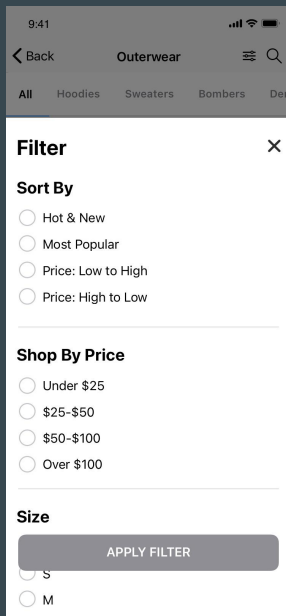 9:41
Back
Outerwear
All Hoodies Sweaters Bombers
Filter
Sort By
Hot & New
Most Popular
Price: Low to High
Price: High to Low
Shop By Price
Under $25
$25-$50
$50-$100
Over $100
Size
APPLY FILTER
S
M